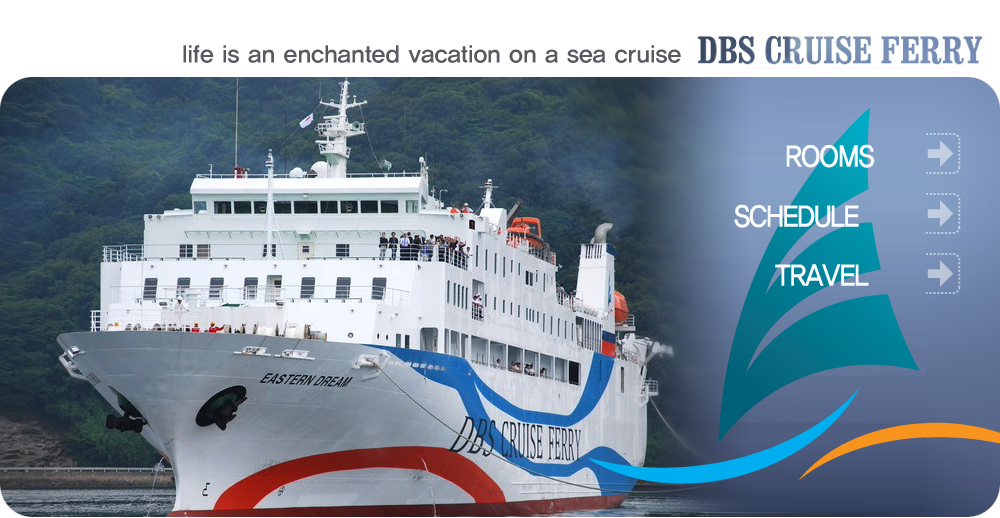 life is an enchanted vacation on a sea cruise DBS CRUISE FERRY
ROOMS
SCHEDULE
TRAVEL
EASTERN DREAM
DBS CRUISE FERRY